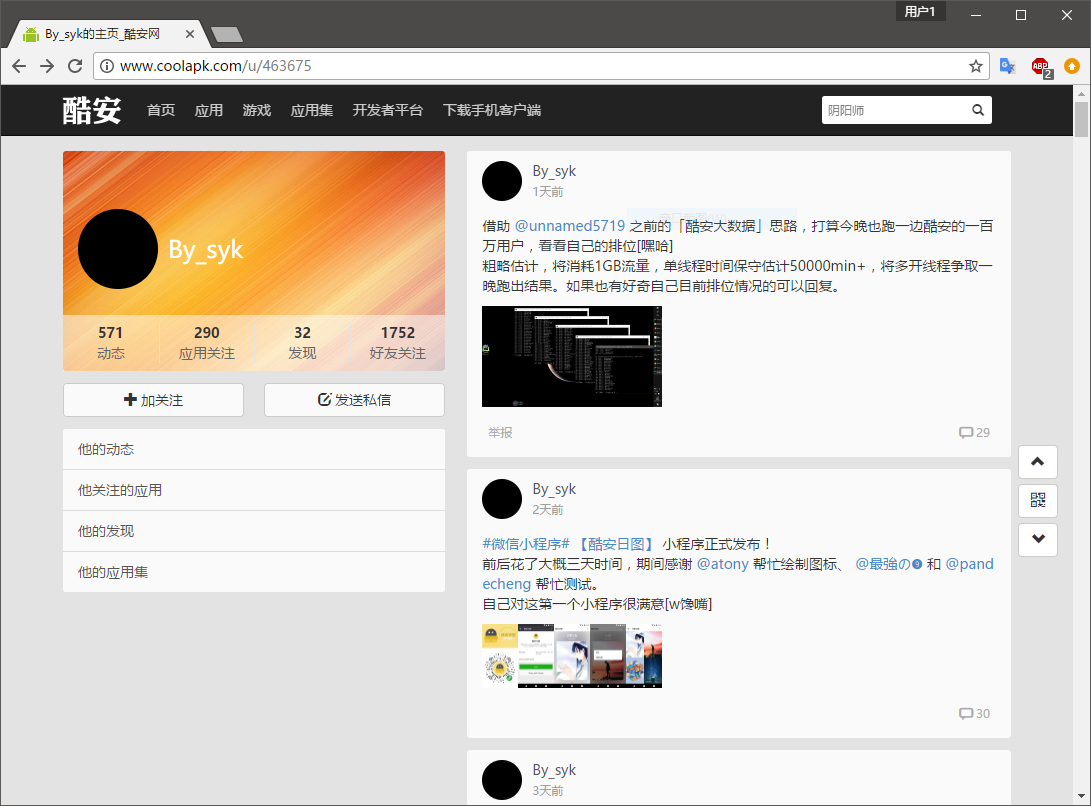 用户1
By_syk的主页_酷安网
www.coolapk.com/u/463675
ABP
2
酷安 首页 应用 游戏 应用集 开发者平台 下载手机客户端 阴阳师
By_syk
571 290 32 1752
动态 应用关注 发现 好友关注
加关注 发送私信
他的动态
他关注的应用
他的发现
他的应用集
By_syk
1天前
借助 @unnamed5719 之前的「酷安大数据」思路，打算今晚也跑一边酷安的一百
万用户，看看自己的排位[嘿哈]
粗略估计，将消耗1GB流量，单线程时间保守估计50000min+，将多开线程争取一
晚跑出结果。如果也有好奇自己目前排位情况的可以回复。
举报 29
By_syk
2天前
#微信小程序# 【酷安日图】 小程序正式发布！
前后花了大概三天时间，期间感谢 @atony 帮忙绘制图标、 @最強の❾ 和 @pand
echeng 帮忙测试。
自己对这第一个小程序很满意[w馋嘴]
30
By_syk
3天前